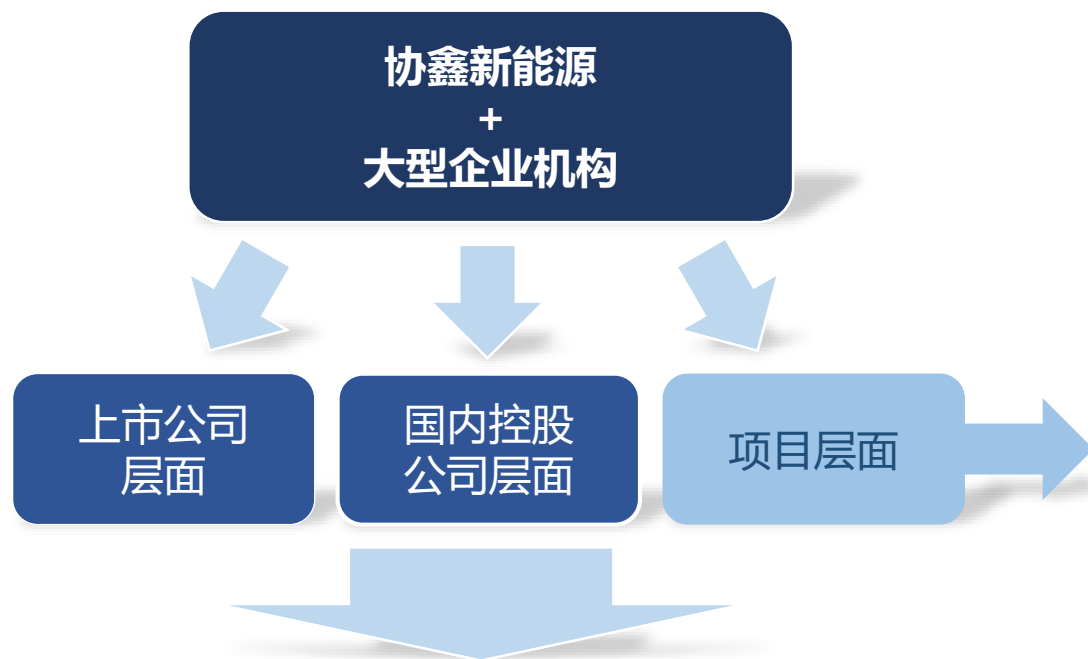 协鑫新能源
+
大型企业机构
上市公司
层面
国内控股
公司层面
项目层面